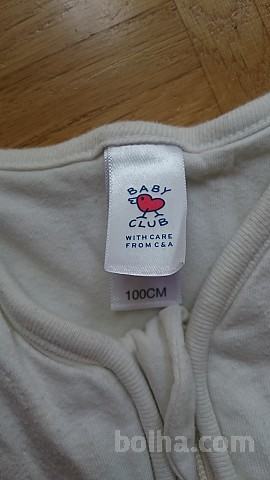 BABY
CLUB
WITH CARE
FROM C&A
100CM
bolha.com